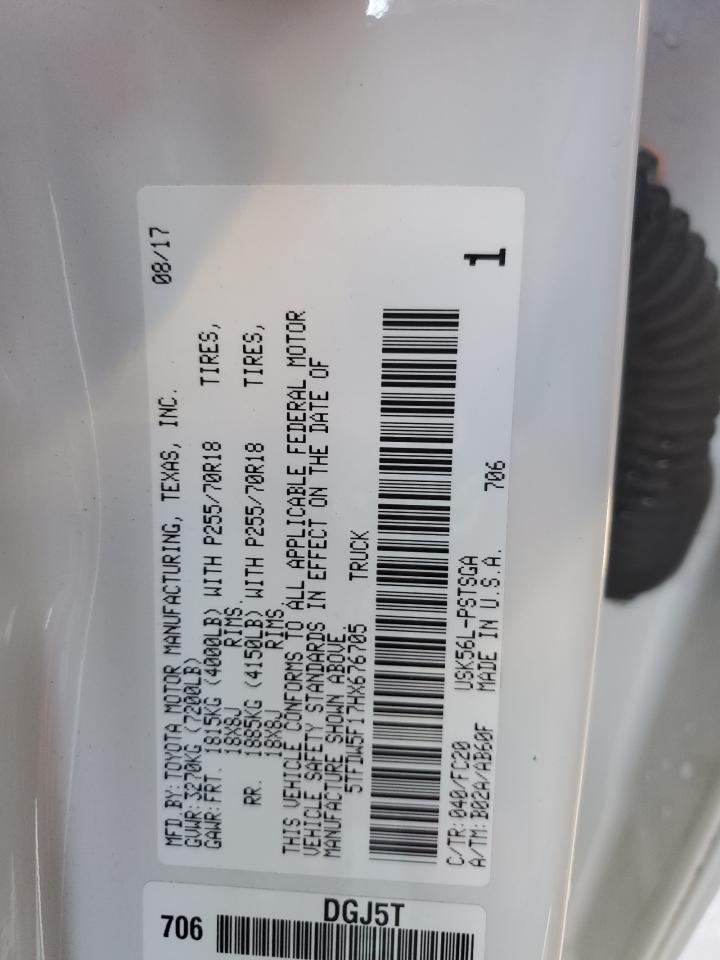 MFD.BY:TOYOTA MOTOR MANUFACTURING, TEXAS, INC. 08/17
GVWR:3270KG (7200LB)
GAWR:FRT. 1815KG (4000LB) WITH P255/70R18 TIRES,
18X8J RIMS.
RR. 1885KG (4150LB) WITH P255/70R18 TIRES,
18X8J RIMS.
THIS VEHICLE CONFORMS TO ALL APPLICABLE FEDERAL MOTOR
VEHICLE SAFETY STANDARDS IN EFFECT ON THE DATE OF
MANUFACTURE SHOWN ABOVE.
5TFDW5F17HX676705 TRUCK
C/TR:040/FC20 USK56L-PSTSGA 706
A/TM:B02A/AB60F MADE IN U.S.A.
1
DGJ5T
706